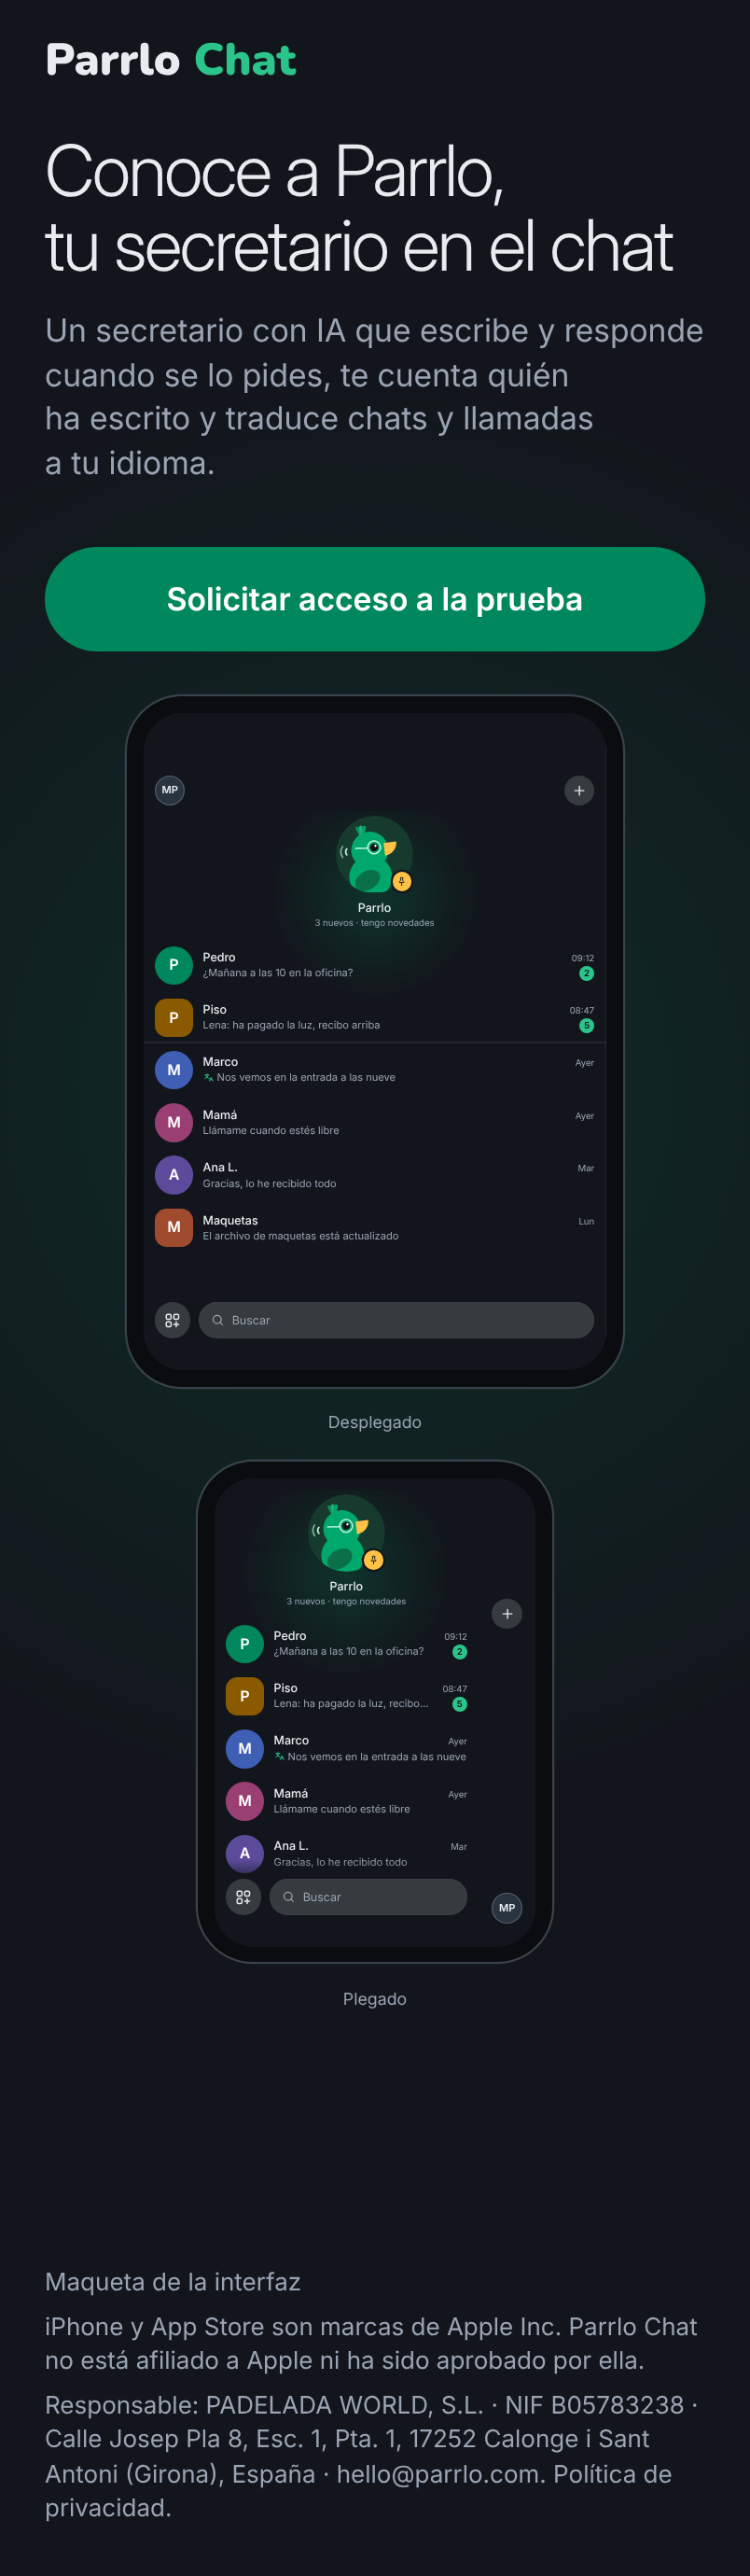 Parrlo Chat
Conoce a Parrlo,
tu secretario en el chat
Un secretario con IA que escribe y responde
cuando se lo pides, te cuenta quién
ha escrito y traduce chats y llamadas
a tu idioma.
Solicitar acceso a la prueba
MP
Parrlo
3 nuevos · tengo novedades
P Pedro 09:12
¿Mañana a las 10 en la oficina? 2
P Piso 08:47
Lena: ha pagado la luz, recibo arriba 5
M Marco Ayer
Nos vemos en la entrada a las nueve
M Mamá Ayer
Llámame cuando estés libre
A Ana L. Mar
Gracias, lo he recibido todo
M Maquetas Lun
El archivo de maquetas está actualizado
Buscar
Desplegado
Parrlo
3 nuevos · tengo novedades
P Pedro 09:12
¿Mañana a las 10 en la oficina? 2
P Piso 08:47
Lena: ha pagado la luz, recibo... 5
M Marco Ayer
Nos vemos en la entrada a las nueve
M Mamá Ayer
Llámame cuando estés libre
A Ana L. Mar
Gracias, lo he recibido todo
Buscar
MP
Plegado
Maqueta de la interfaz
iPhone y App Store son marcas de Apple Inc. Parrlo Chat
no está afiliado a Apple ni ha sido aprobado por ella.
Responsable: PADELADA WORLD, S.L. · NIF B05783238 ·
Calle Josep Pla 8, Esc. 1, Pta. 1, 17252 Calonge i Sant
Antoni (Girona), España · hello@parrlo.com. Política de
privacidad.